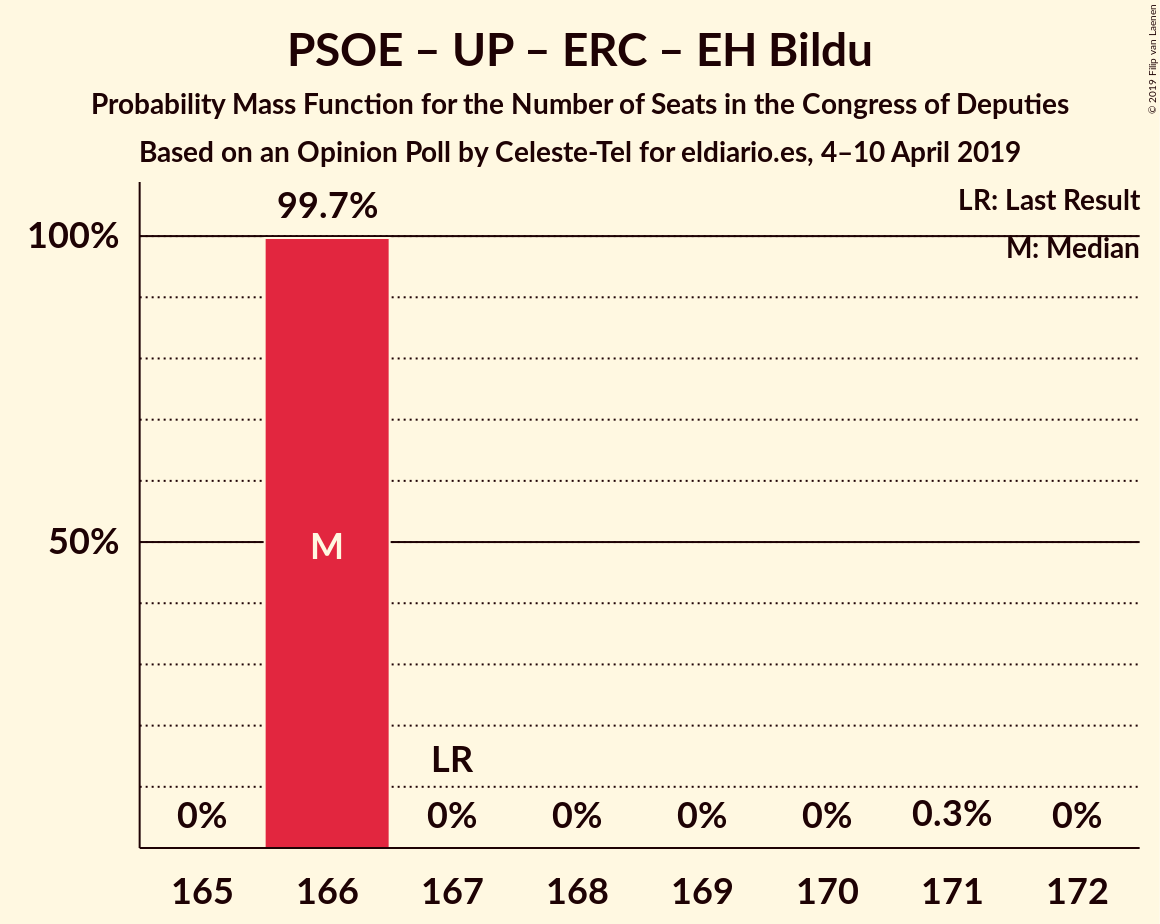 PSOE – UP – ERC – EH Bildu
Probability Mass Function for the Number of Seats in the Congress of Deputies
Based on an Opinion Poll by Celeste-Tel for eldiario.es, 4–10 April 2019
© 2019 Filip van Laenen
LR: Last Result
M: Median
99.7%
100%
50%
M
LR
0%
0%
0%
0%
0%
0.3%
0%
165 166 167 168 169 170 171 172